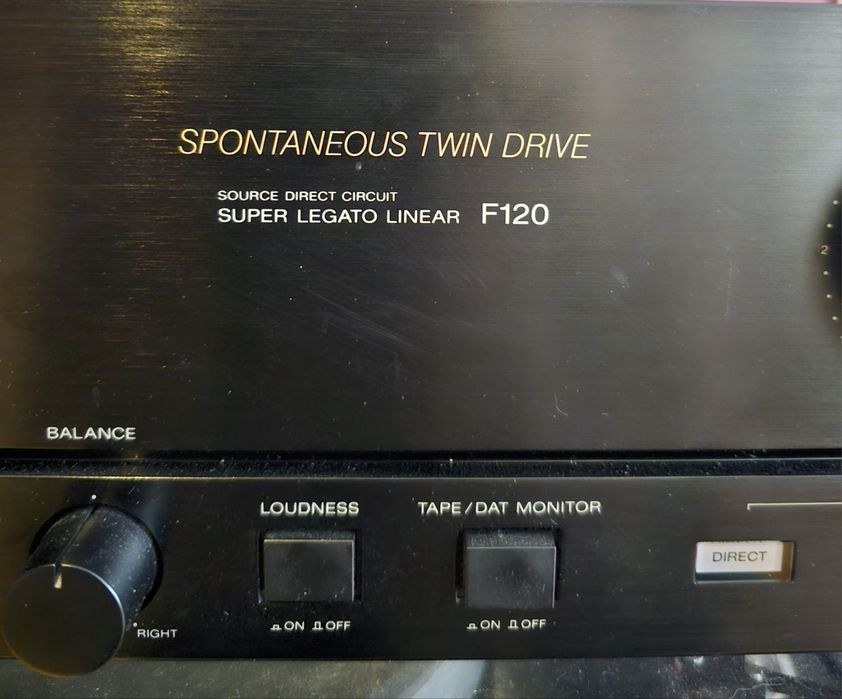 SPONTANEOUS TWIN DRIVE
SOURCE DIRECT CIRCUIT
SUPER LEGATO LINEAR F120
2
BALANCE
LOUDNESS
TAPE/DAT MONITOR
DIRECT
RIGHT
ON OFF
ON OFF